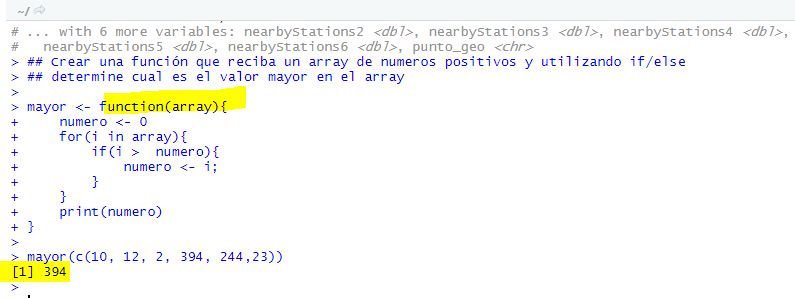 ~/
# ... with 6 more variables: nearbyStations2 <dbl>, nearbyStations3 <dbl>, nearbyStations4 <dbl>,
#   nearbyStations5 <dbl>, nearbyStations6 <dbl>, punto_geo <chr>
> ## Crear una función que reciba un array de numeros positivos y utilizando if/else
> ## determine cual es el valor mayor en el array
>
> mayor <- function(array){
+     numero <- 0
+     for(i in array){
+         if(i >  numero){
+             numero <- i;
+         }
+     }
+     print(numero)
+ }
>
> mayor(c(10, 12, 2, 394, 244,23))
[1] 394
>